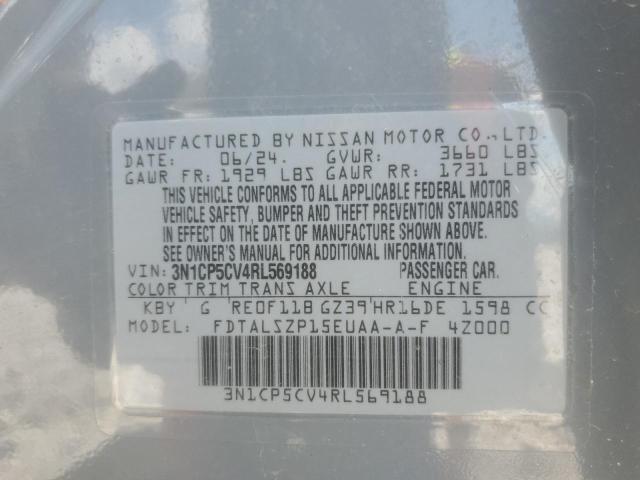 MANUFACTURED BY NISSAN MOTOR CO., LTD.
DATE: 06/24. GVWR: 3660 LBS
GAWR FR: 1929 LBS GAWR RR: 1731 LBS
THIS VEHICLE CONFORMS TO ALL APPLICABLE FEDERAL MOTOR
VEHICLE SAFETY, BUMPER AND THEFT PREVENTION STANDARDS
IN EFFECT ON THE DATE OF MANUFACTURE SHOWN ABOVE.
SEE OWNER'S MANUAL FOR ADDITIONAL INFORMATION.
VIN: 3N1CP5CV4RL569188 PASSENGER CAR.
COLOR TRIM TRANS AXLE ENGINE
KBY G RE0F11B GZ39 HR16DE 1598 CC
MODEL: FDTALSZP15EUAA-A-F 4Z000
3N1CP5CV4RL569188